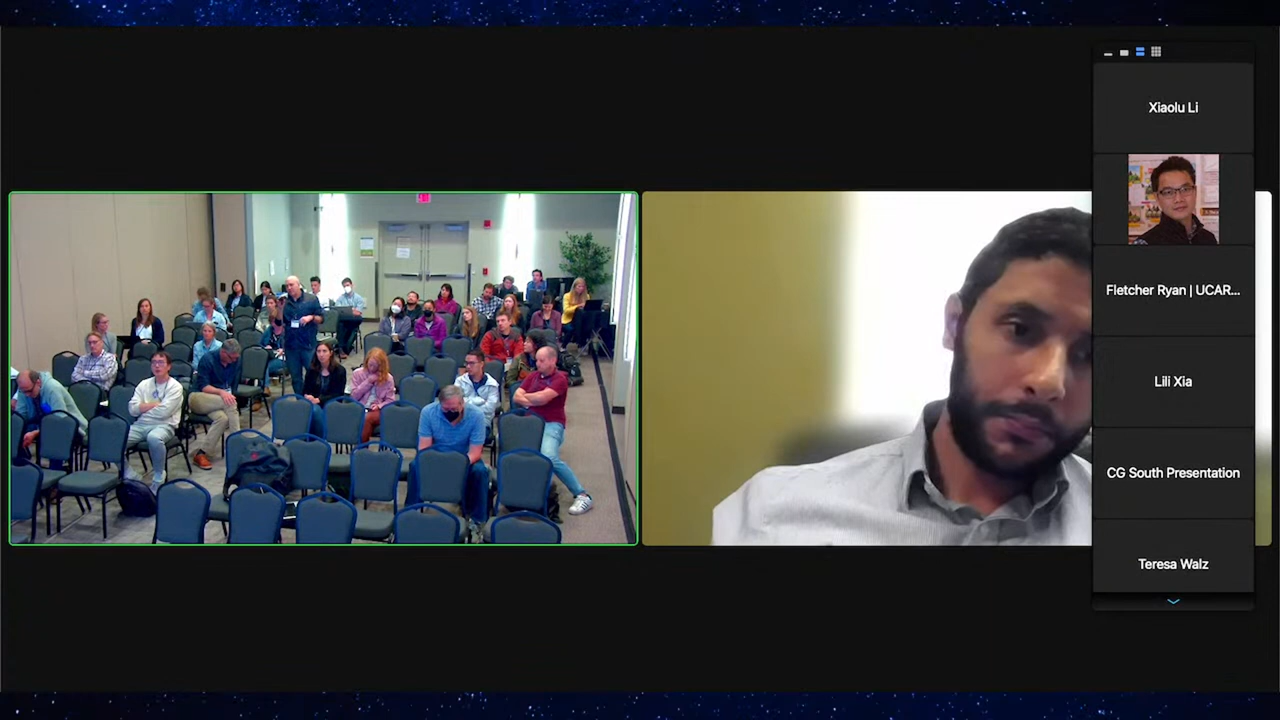 Xiaolu Li
Fletcher Ryan | UCAR...
Lili Xia
CG South Presentation
Teresa Walz